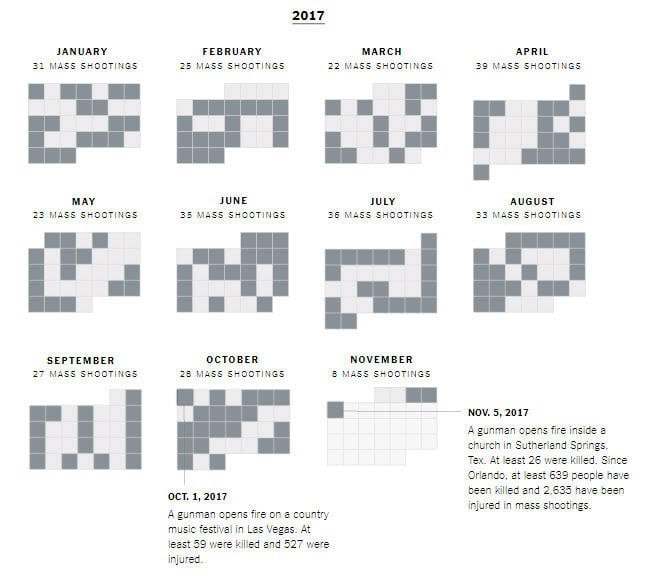 2017
JANUARY
31 MASS SHOOTINGS
FEBRUARY
25 MASS SHOOTINGS
MARCH
22 MASS SHOOTINGS
APRIL
39 MASS SHOOTINGS
MAY
23 MASS SHOOTINGS
JUNE
35 MASS SHOOTINGS
JULY
36 MASS SHOOTINGS
AUGUST
33 MASS SHOOTINGS
SEPTEMBER
27 MASS SHOOTINGS
OCTOBER
28 MASS SHOOTINGS
NOVEMBER
8 MASS SHOOTINGS
NOV. 5, 2017
A gunman opens fire inside a
church in Sutherland Springs,
Tex. At least 26 were killed. Since
Orlando, at least 639 people have
been killed and 2,635 have been
injured in mass shootings.
OCT. 1, 2017
A gunman opens fire on a country
music festival in Las Vegas. At
least 59 were killed and 527 were
injured.